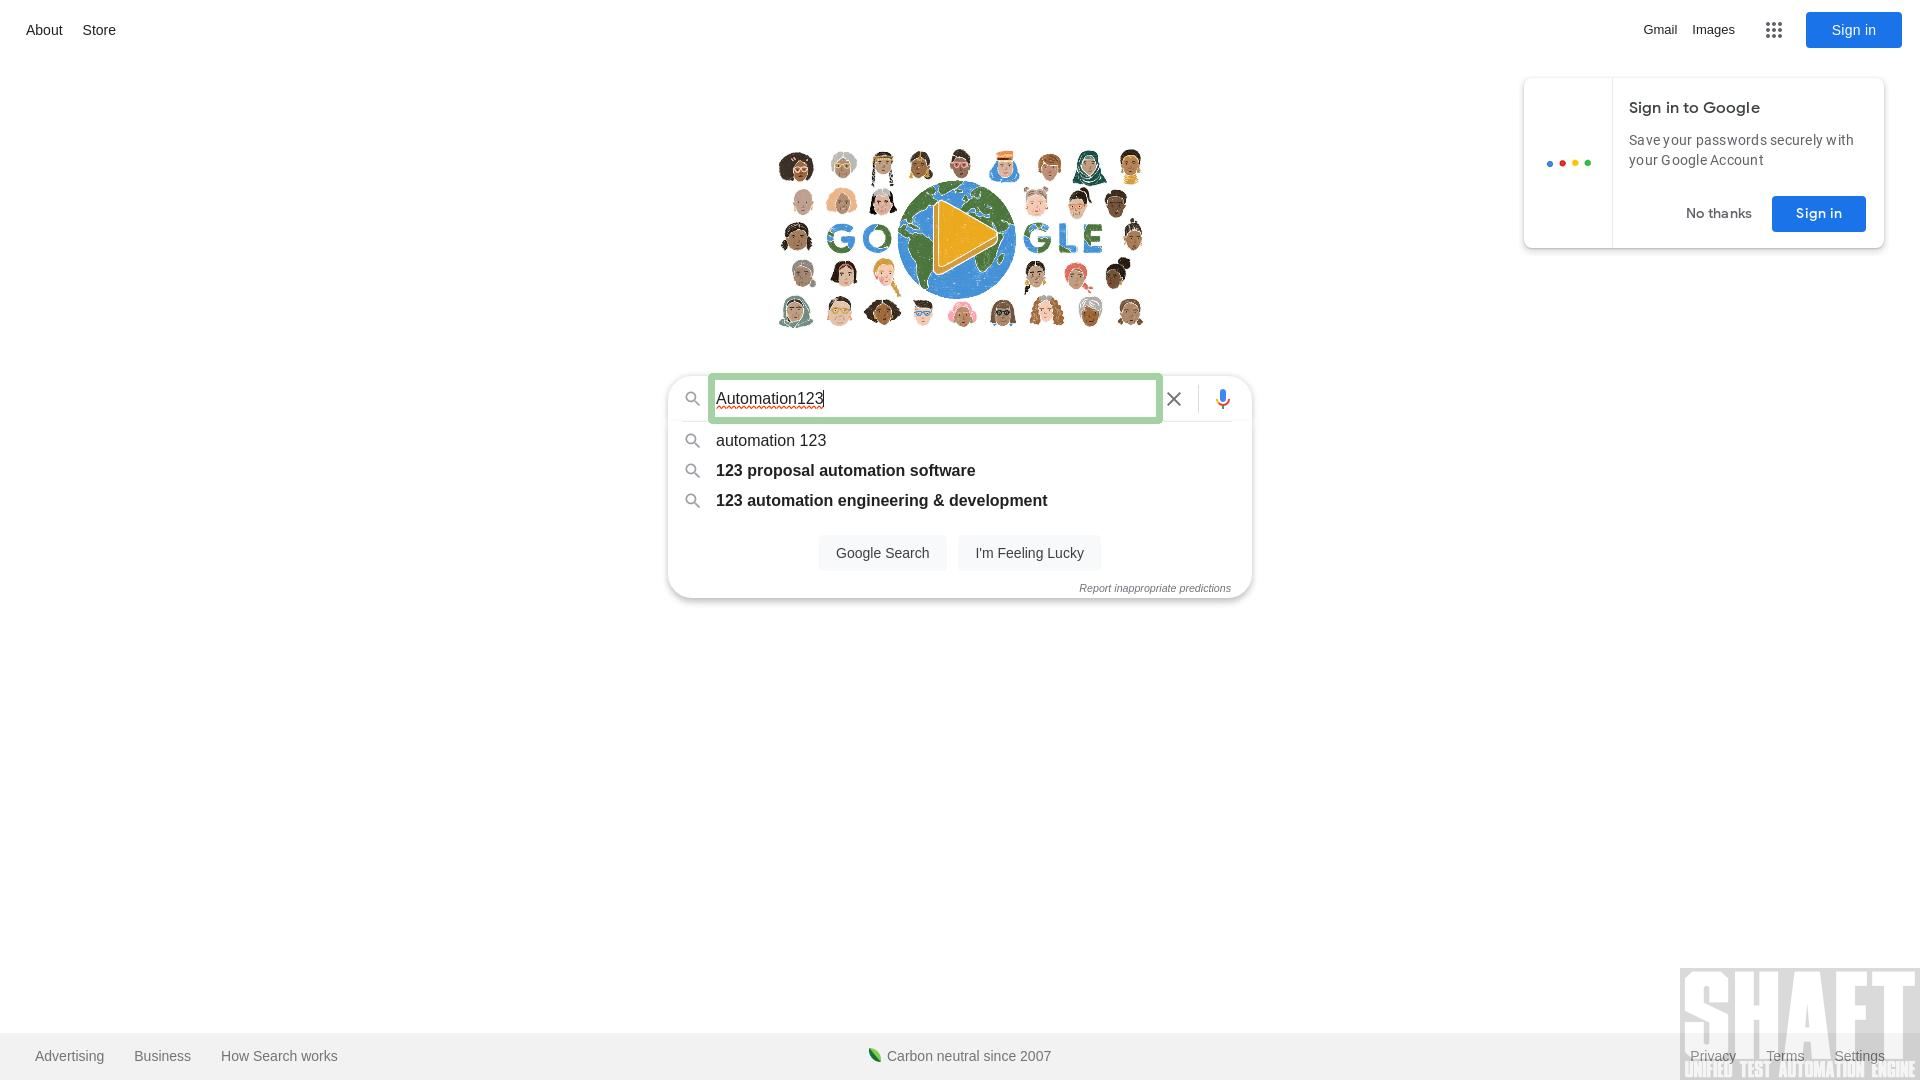 About Store
Gmail Images Sign in
Sign in to Google
Save your passwords securely with
your Google Account
No thanks Sign in
GO GLE
Automation123
automation 123
123 proposal automation software
123 automation engineering & development
Google Search I'm Feeling Lucky
Report inappropriate predictions
SHAFT
Advertising Business How Search works Carbon neutral since 2007 Privacy Terms Settings
UNIFIED TEST AUTOMATION ENGINE